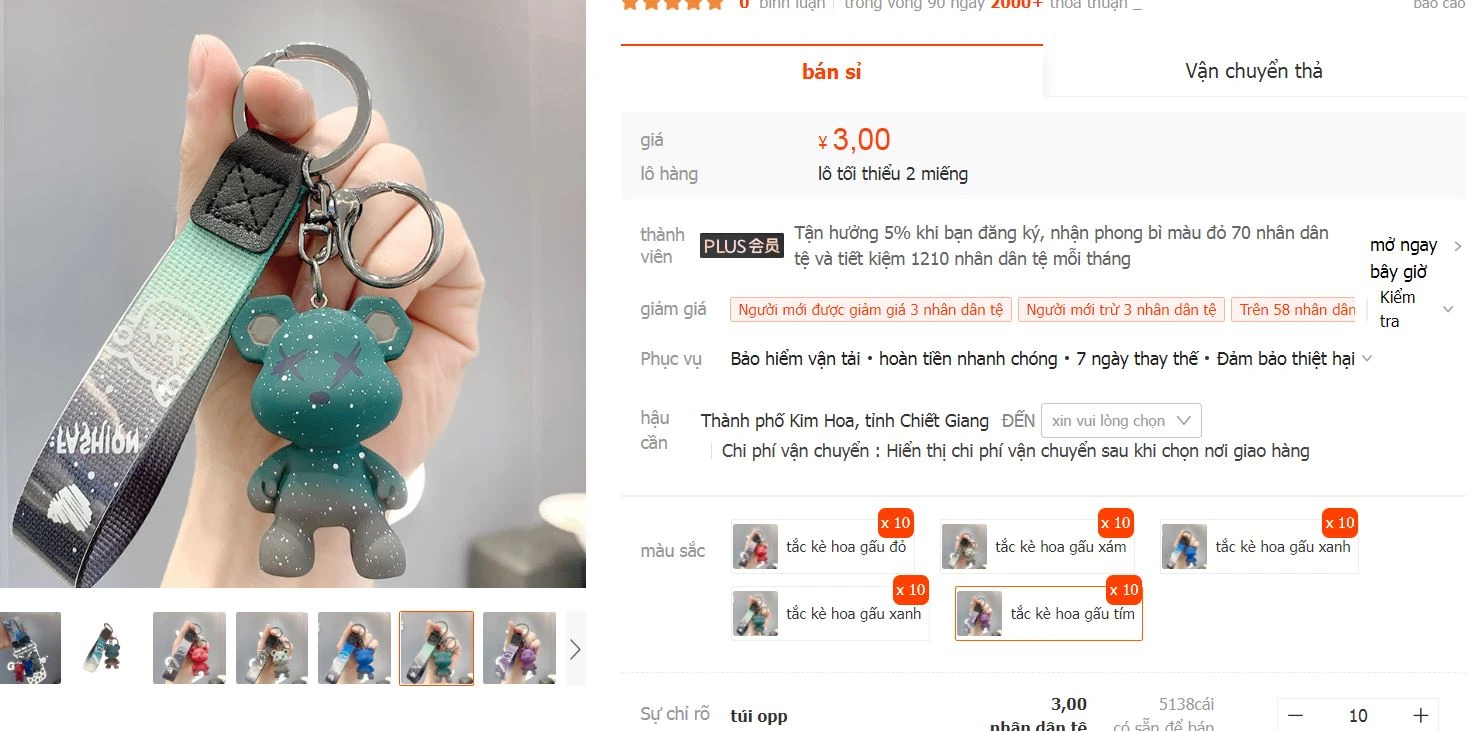 0 bình luận trong vòng 90 ngày 2000+ thỏa thuận _ báo cáo
bán sỉ
Vận chuyển thả
giá ¥ 3,00
lô hàng lô tối thiểu 2 miếng
thành viên PLUS会员 Tận hưởng 5% khi bạn đăng ký, nhận phong bì màu đỏ 70 nhân dân
tệ và tiết kiệm 1210 nhân dân tệ mỗi tháng
mở ngay
bây giờ
giảm giá Người mới được giảm giá 3 nhân dân tệ Người mới trừ 3 nhân dân tệ Trên 58 nhân dân
Kiểm
tra
Phục vụ Bảo hiểm vận tải • hoàn tiền nhanh chóng • 7 ngày thay thế • Đảm bảo thiệt hại
hậu
cần
Thành phố Kim Hoa, tỉnh Chiết Giang ĐẾN xin vui lòng chọn
Chi phí vận chuyển : Hiển thị chi phí vận chuyển sau khi chọn nơi giao hàng
màu sắc
tắc kè hoa gấu đỏ x 10
tắc kè hoa gấu xám x 10
tắc kè hoa gấu xanh x 10
tắc kè hoa gấu xanh x 10
tắc kè hoa gấu tím x 10
Sự chỉ rõ túi opp
3,00
nhân dân tệ
5138cái
có sẵn để bán
10
FASHION